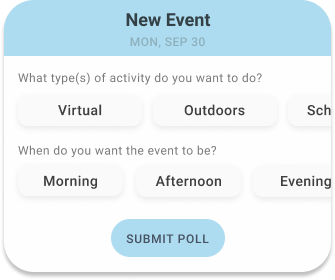 New Event
MON, SEP 30
What type(s) of activity do you want to do?
Virtual Outdoors Sch
When do you want the event to be?
Morning Afternoon Evening
SUBMIT POLL